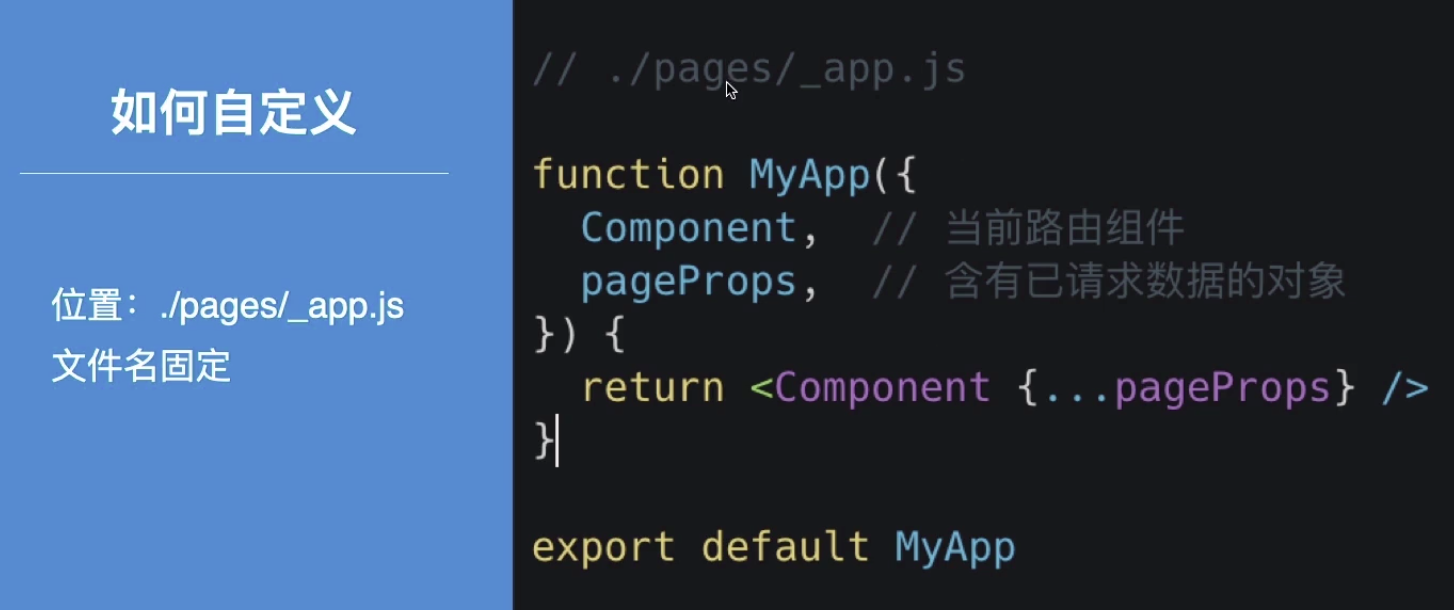 如何自定义
位置：./pages/_app.js
文件名固定
// ./pages/_app.js
function MyApp({
  Component,  // 当前路由组件
  pageProps,  // 含有已请求数据的对象
}) {
  return <Component {...pageProps} />
}
export default MyApp